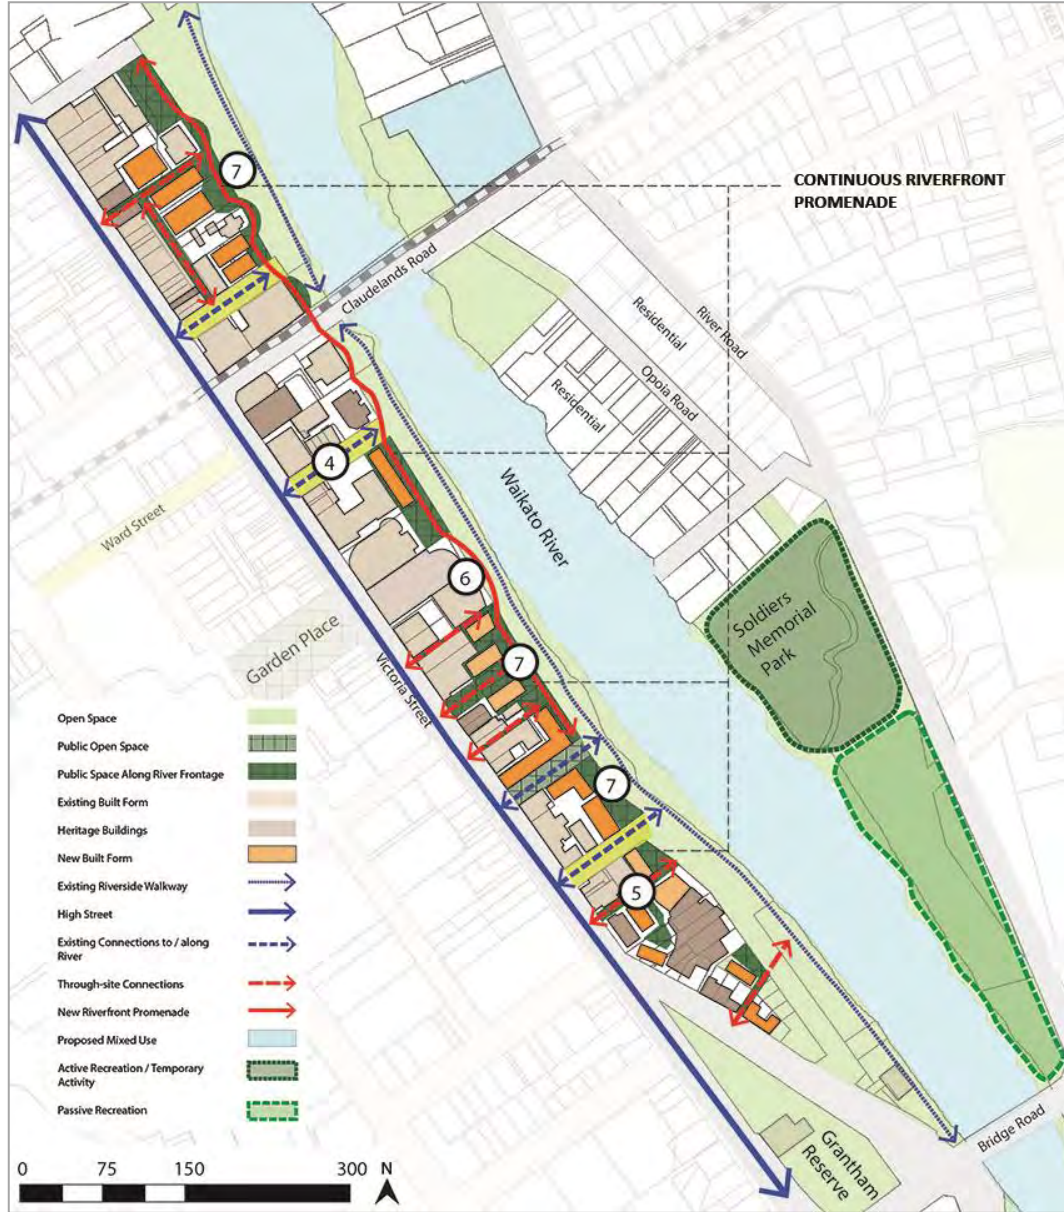 CONTINUOUS RIVERFRONT
PROMENADE
7
Claudelands Road
River Road
Residential
Opoia Road
Residential
4
Ward Street
Waikato River
6
Soldiers
Memorial
Park
Garden Place
Victoria Street
7
7
5
Bridge Road
Grantham
Reserve
Open Space
Public Open Space
Public Space Along River Frontage
Existing Built Form
Heritage Buildings
New Built Form
Existing Riverside Walkway
High Street
Existing Connections to / along
River
Through-site Connections
New Riverfront Promenade
Proposed Mixed Use
Active Recreation / Temporary
Activity
Passive Recreation
0 75 150 300 N